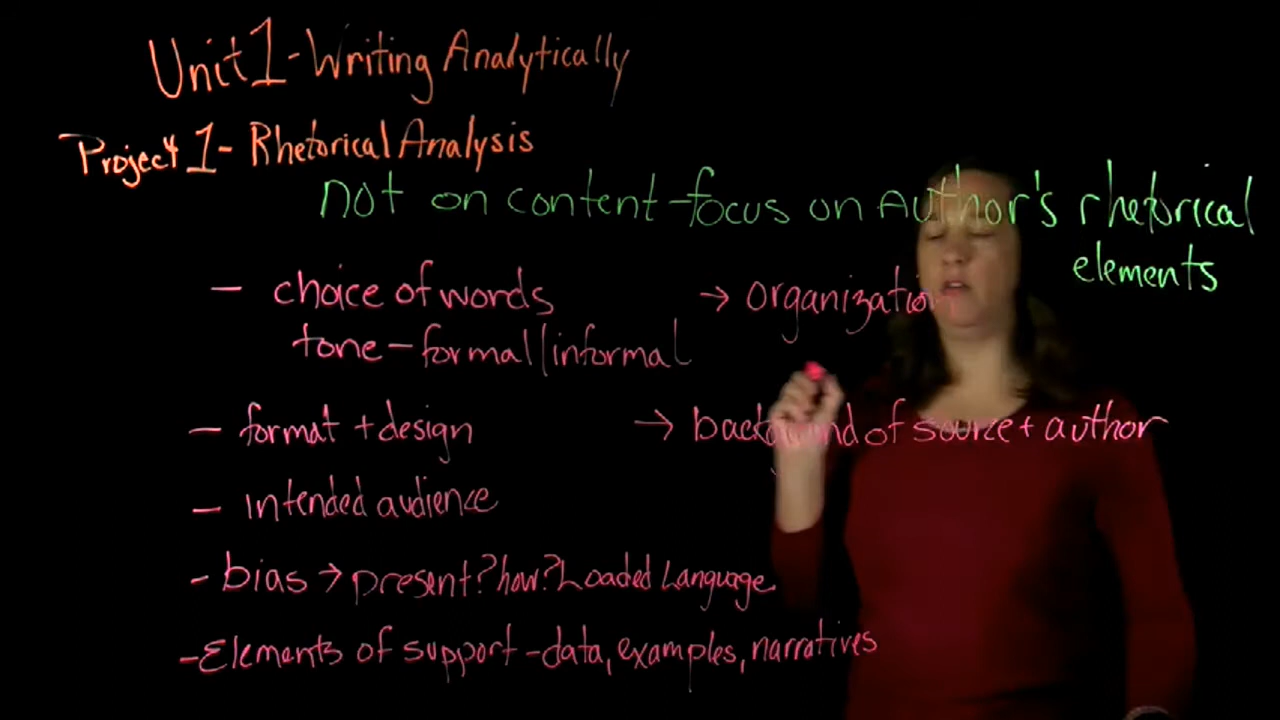 Unit 1 - Writing Analytically
Project 1 - Rhetorical Analysis
not on content - focus on Author's rhetorical
elements
- choice of words
→ organization
tone - formal/informal
- format + design
→ background of source + author
- intended audience
- bias → present? how? Loaded Language
- Elements of support - data, examples, narratives